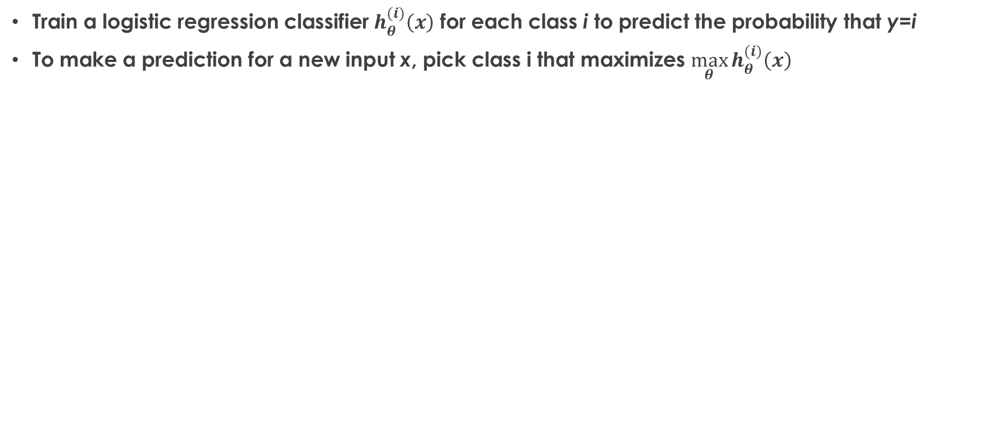 • Train a logistic regression classifier $h_\theta^{(i)}(x)$ for each class i to predict the probability that y=i
• To make a prediction for a new input x, pick class i that maximizes $\max_\theta h_\theta^{(i)}(x)$